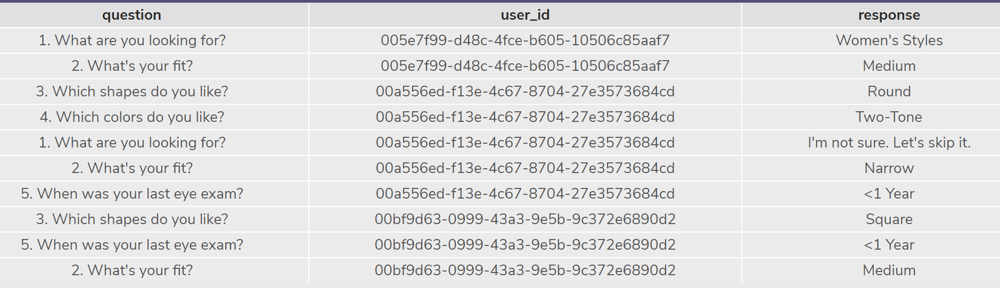 question user_id response
1. What are you looking for? 005e7f99-d48c-4fce-b605-10506c85aaf7 Women's Styles
2. What's your fit? 005e7f99-d48c-4fce-b605-10506c85aaf7 Medium
3. Which shapes do you like? 00a556ed-f13e-4c67-8704-27e3573684cd Round
4. Which colors do you like? 00a556ed-f13e-4c67-8704-27e3573684cd Two-Tone
1. What are you looking for? 00a556ed-f13e-4c67-8704-27e3573684cd I'm not sure. Let's skip it.
2. What's your fit? 00a556ed-f13e-4c67-8704-27e3573684cd Narrow
5. When was your last eye exam? 00a556ed-f13e-4c67-8704-27e3573684cd <1 Year
3. Which shapes do you like? 00bf9d63-0999-43a3-9e5b-9c372e6890d2 Square
5. When was your last eye exam? 00bf9d63-0999-43a3-9e5b-9c372e6890d2 <1 Year
2. What's your fit? 00bf9d63-0999-43a3-9e5b-9c372e6890d2 Medium